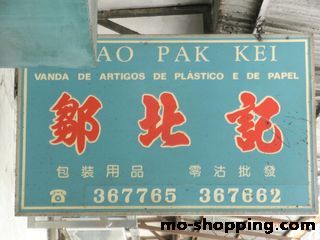 AO PAK KEI
VANDA DE ARTIGOS DE PLÁSTICO E DE PAPEL
鄒北記
包裝用品 零沽批發
☎ 367765 367662
mo-shopping.com